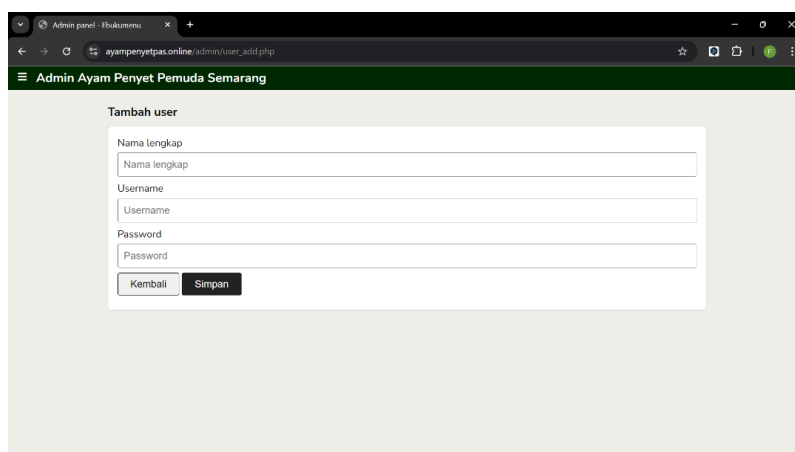 Admin panel - Ebukumenu
ayampenyetpas.online/admin/user_add.php
F
Admin Ayam Penyet Pemuda Semarang
Tambah user
Nama lengkap
Nama lengkap
Username
Username
Password
Password
Kembali Simpan